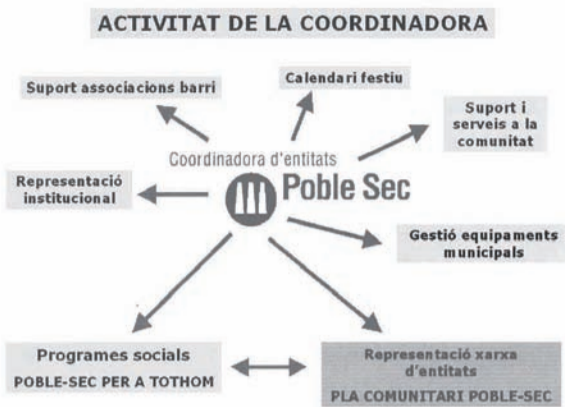 ACTIVITAT DE LA COORDINADORA
Suport associacions barri
Calendari festiu
Suport i
serveis a la
comunitat
Coordinadora d'entitats
Poble Sec
Representació
institucional
Gestió equipaments
municipals
Programes socials
POBLE-SEC PER A TOTHOM
Representació xarxa
d'entitats
PLA COMUNITARI POBLE-SEC